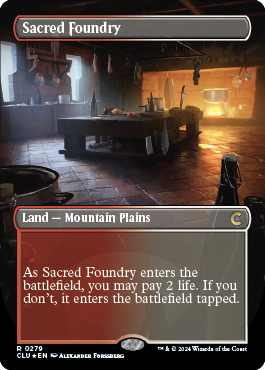 Sacred Foundry
Land — Mountain Plains
C
As Sacred Foundry enters the
battlefield, you may pay 2 life. If you
don't, it enters the battlefield tapped.
R 0279
CLU ★ EN Alexander Forssberg
™ & © 2024 Wizards of the Coast